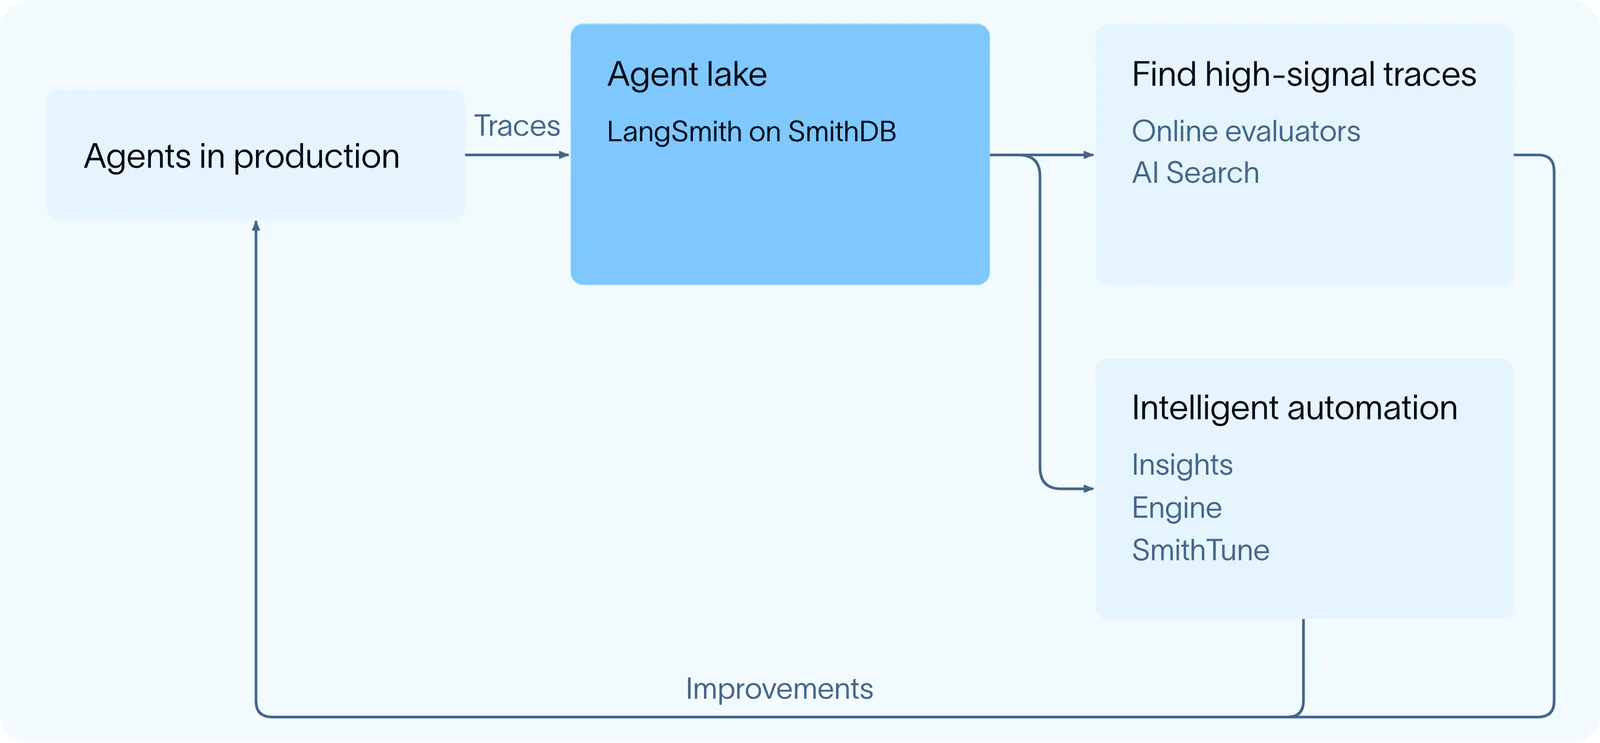 Agents in production
Traces
Agent lake
LangSmith on SmithDB
Find high-signal traces
Online evaluators
AI Search
Intelligent automation
Insights
Engine
SmithTune
Improvements